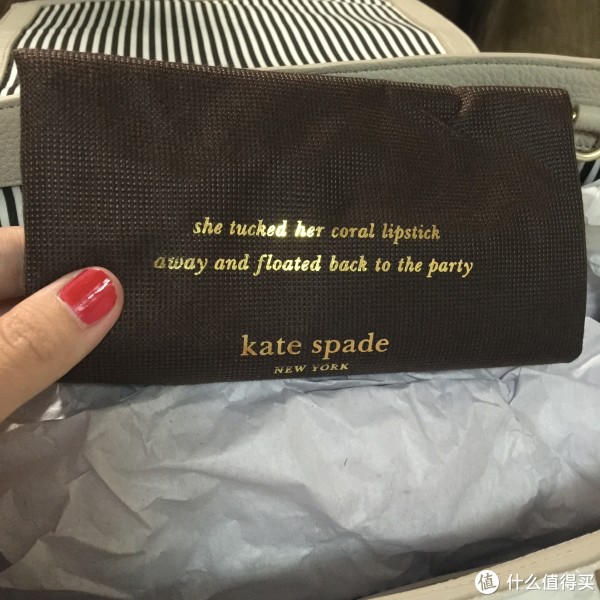 she tucked her coral lipstick
away and floated back to the party
kate spade
NEW YORK
值 什么值得买